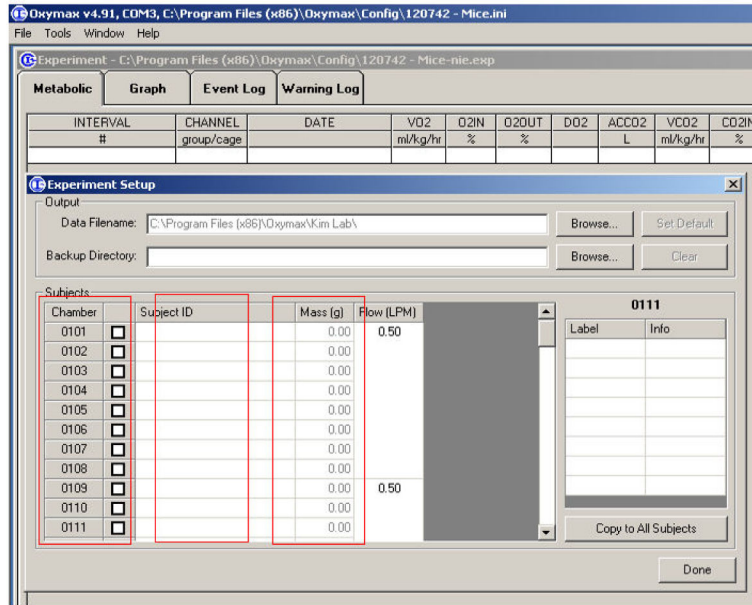 Oxymax v4.91, COM3, C:\Program Files (x86)\Oxymax\Config\120742 - Mice.ini
File Tools Window Help
Experiment - C:\Program Files (x86)\Oxymax\Config\120742 - Mice-nie.exp
Metabolic Graph Event Log Warning Log
INTERVAL CHANNEL DATE VO2 O2IN O2OUT DO2 ACCO2 VCO2 CO2IN
# group/cage ml/kg/hr % % L ml/kg/hr %
Experiment Setup
Output
Data Filename: C:\Program Files (x86)\Oxymax\Kim Lab\ Browse... Set Default
Backup Directory: Browse... Clear
Subjects
Chamber Subject ID Mass (g) Flow (LPM) 0111
0101 0.00 0.50 Label Info
0102 0.00
0103 0.00
0104 0.00
0105 0.00
0106 0.00
0107 0.00
0108 0.00
0109 0.00 0.50
0110 0.00
0111 0.00 Copy to All Subjects
Done